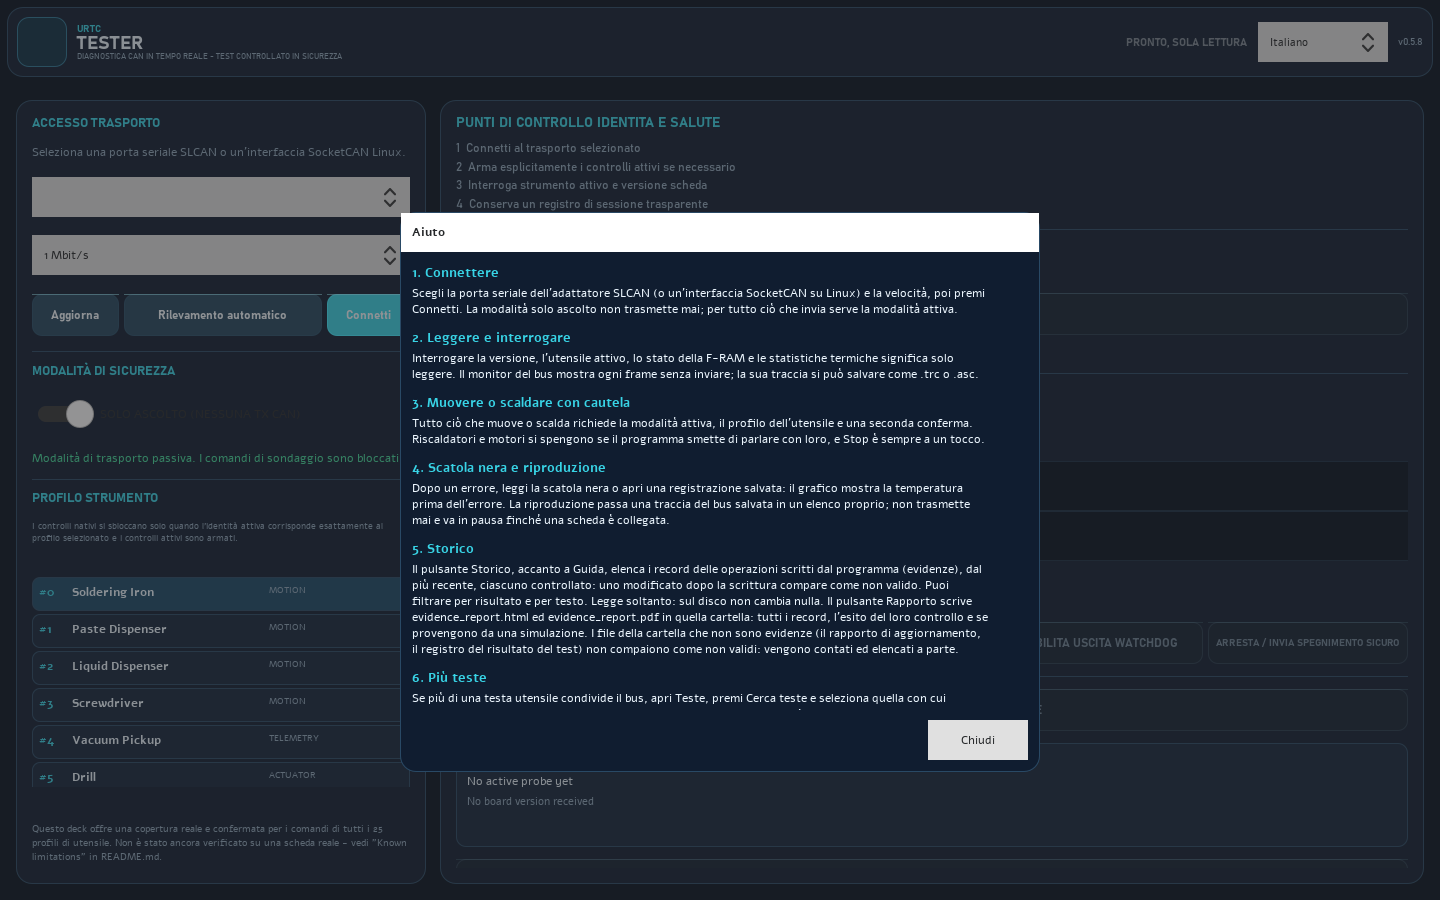 URTC
TESTER
DIAGNOSTICA CAN IN TEMPO REALE - TEST CONTROLLATO IN SICUREZZA
PRONTO, SOLA LETTURA
Italiano
v0.5.8
ACCESSO TRASPORTO
Seleziona una porta seriale SLCAN o un'interfaccia SocketCAN Linux.
1 Mbit/s
Aggiorna
Rilevamento automatico
Connetti
MODALITÀ DI SICUREZZA
SOLO ASCOLTO (NESSUNA TX CAN)
Modalità di trasporto passiva. I comandi di sondaggio sono bloccati
PROFILO STRUMENTO
I controlli nativi si sbloccano solo quando l'identità attiva corrisponde esattamente al
profilo selezionato e i controlli attivi sono armati.
#0 Soldering Iron MOTION
#1 Paste Dispenser MOTION
#2 Liquid Dispenser MOTION
#3 Screwdriver MOTION
#4 Vacuum Pickup TELEMETRY
#5 Drill ACTUATOR
Questo deck offre una copertura reale e confermata per i comandi di tutti i 25
profili di utensile. Non è stato ancora verificato su una scheda reale – vedi "Known
limitations" in README.md.
PUNTI DI CONTROLLO IDENTITA E SALUTE
1 Connetti al trasporto selezionato
2 Arma esplicitamente i controlli attivi se necessario
3 Interroga strumento attivo e versione scheda
4 Conserva un registro di sessione trasparente
Aiuto
1. Connettere
Scegli la porta seriale dell'adattatore SLCAN (o un'interfaccia SocketCAN su Linux) e la velocità, poi premi
Connetti. La modalità solo ascolto non trasmette mai; per tutto ciò che invia serve la modalità attiva.
2. Leggere e interrogare
Interrogare la versione, l'utensile attivo, lo stato della F-RAM e le statistiche termiche significa solo
leggere. Il monitor del bus mostra ogni frame senza inviare; la sua traccia si può salvare come .trc o .asc.
3. Muovere o scaldare con cautela
Tutto ciò che muove o scalda richiede la modalità attiva, il profilo dell'utensile e una seconda conferma.
Riscaldatori e motori si spengono se il programma smette di parlare con loro, e Stop è sempre a un tocco.
4. Scatola nera e riproduzione
Dopo un errore, leggi la scatola nera o apri una registrazione salvata: il grafico mostra la temperatura
prima dell'errore. La riproduzione passa una traccia del bus salvata in un elenco proprio; non trasmette
mai e va in pausa finché una scheda è collegata.
5. Storico
Il pulsante Storico, accanto a Guida, elenca i record delle operazioni scritti dal programma (evidenze), dal
più recente, ciascuno controllato: uno modificato dopo la scrittura compare come non valido. Puoi
filtrare per risultato e per testo. Legge soltanto: sul disco non cambia nulla. Il pulsante Rapporto scrive
evidence_report.html ed evidence_report.pdf in quella cartella: tutti i record, l'esito del loro controllo e se
provengono da una simulazione. I file della cartella che non sono evidenze (il rapporto di aggiornamento,
il registro del risultato del test) non compaiono come non validi: vengono contati ed elencati a parte.
6. Più teste
Se più di una testa utensile condivide il bus, apri Teste, premi Cerca teste e seleziona quella con cui
Chiudi
BILITA USCITA WATCHDOG
ARRESTA / INVIA SPEGNIMENTO SICURO
No active probe yet
No board version received